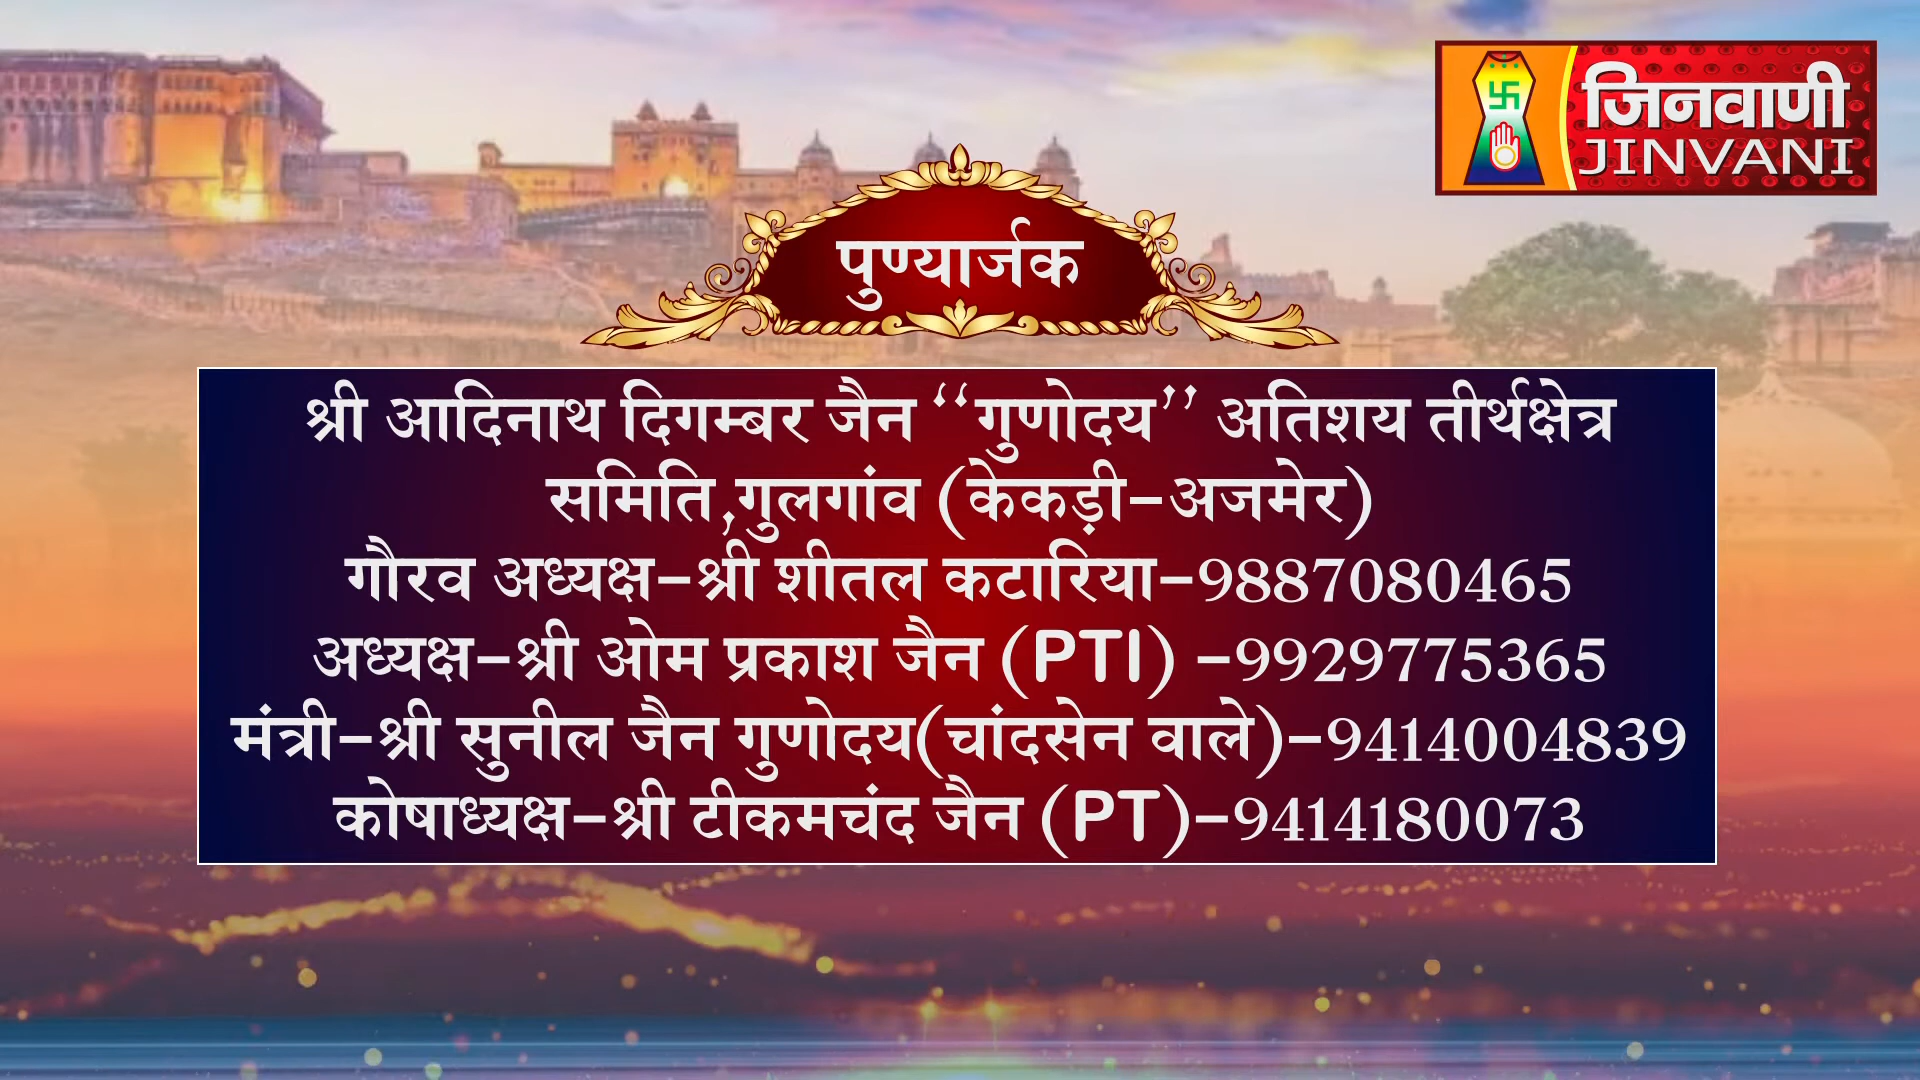 जिनवाणी
JINVANI
पुण्यार्जक
श्री आदिनाथ दिगम्बर जैन “गुणोदय” अतिशय तीर्थक्षेत्र
समिति,गुलगांव (केकड़ी-अजमेर)
गौरव अध्यक्ष-श्री शीतल कटारिया-9887080465
अध्यक्ष-श्री ओम प्रकाश जैन (PTI) -9929775365
मंत्री-श्री सुनील जैन गुणोदय(चांदसेन वाले)-9414004839
कोषाध्यक्ष-श्री टीकमचंद जैन (PT)-9414180073